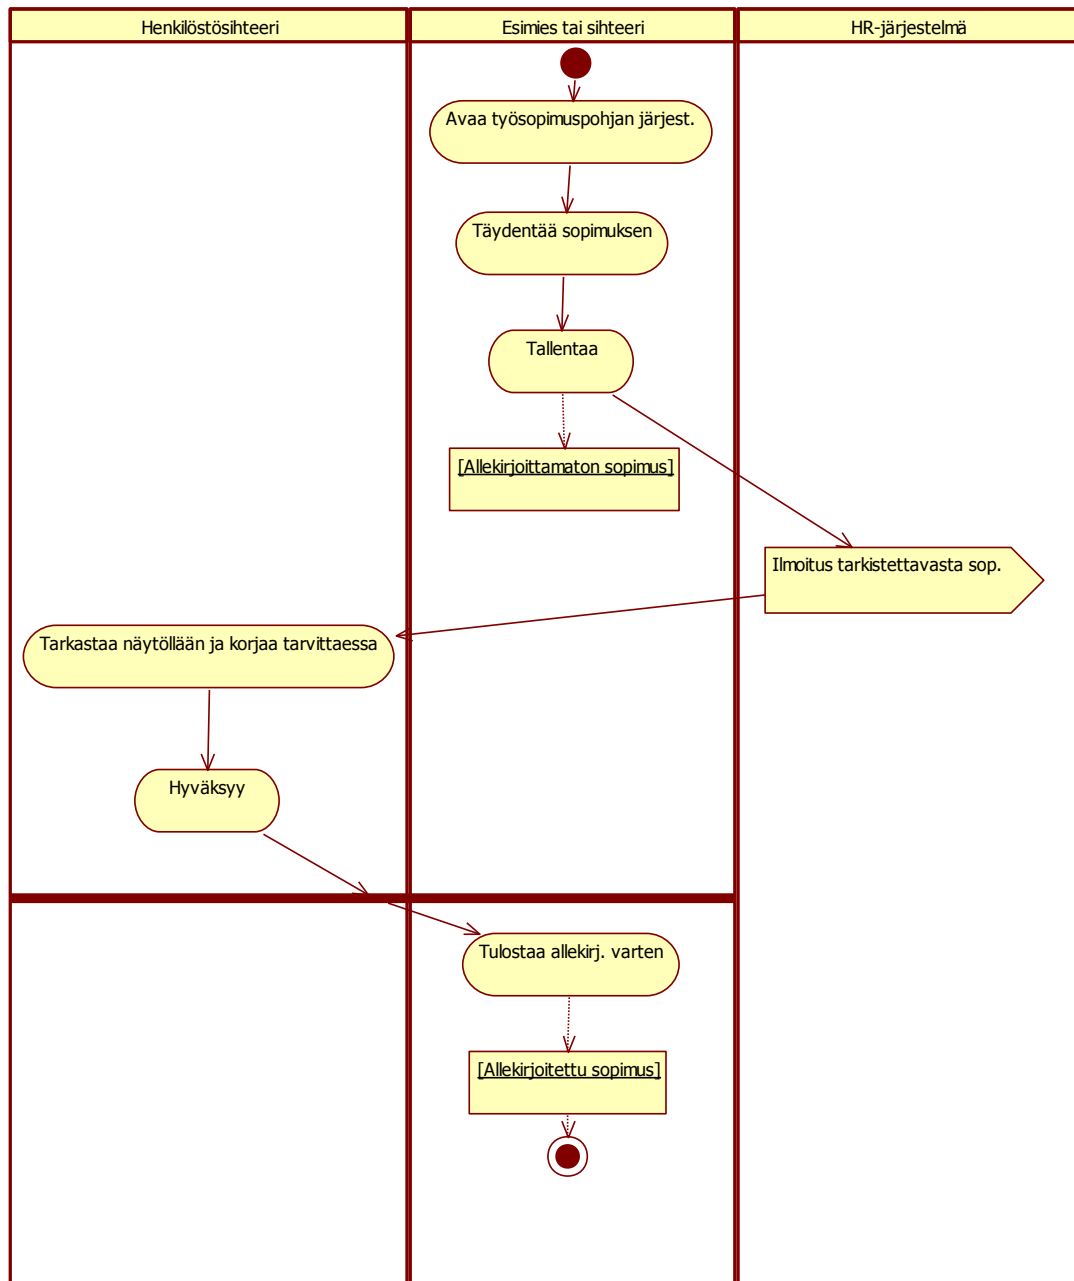 Henkilöstösihteeri
Esimies tai sihteeri
HR-järjestelmä
Avaa työsopimuspohjan järjest.
Täydentää sopimuksen
Tallentaa
[Allekirjoittamaton sopimus]
Ilmoitus tarkistettavasta sop.
Tarkastaa näytöllään ja korjaa tarvittaessa
Hyväksyy
Tulostaa allekirj. varten
[Allekirjoitettu sopimus]